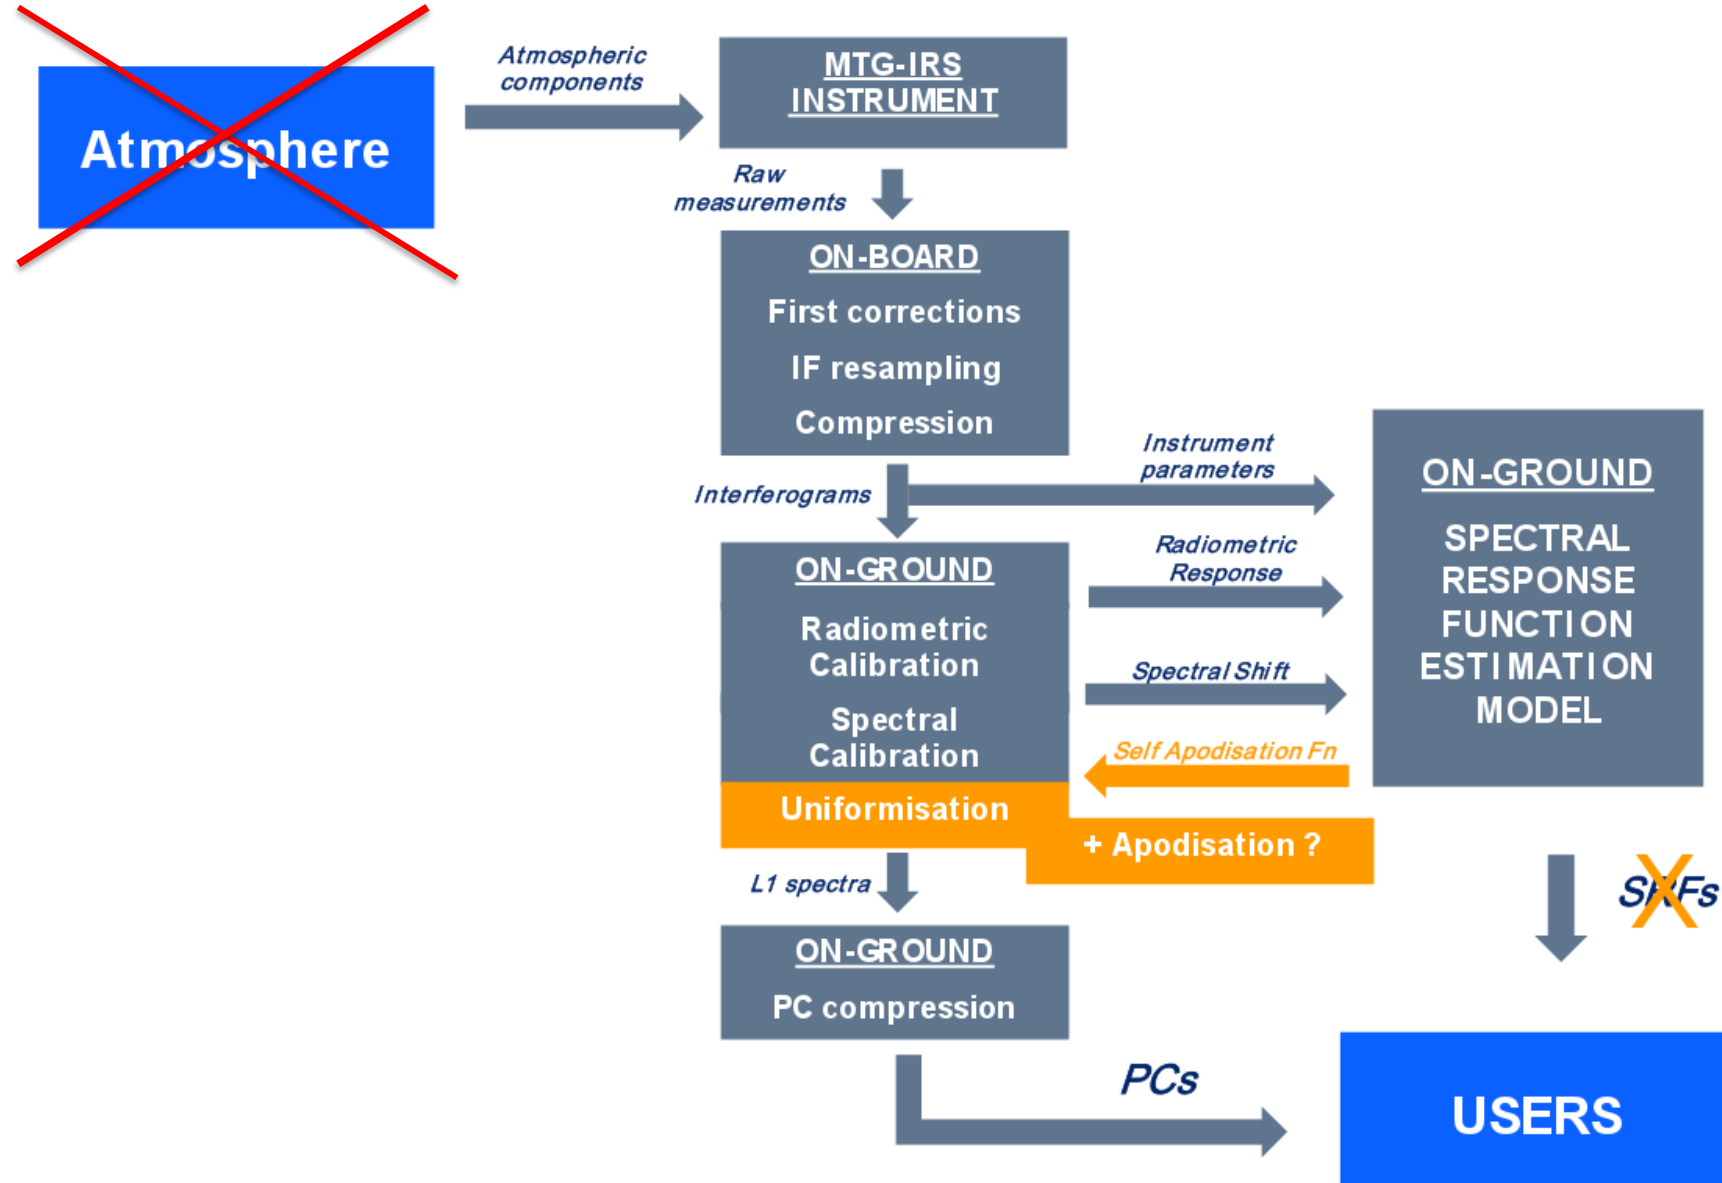 Atmosphere
Atmospheric
components
MTG-IRS
INSTRUMENT
Raw
measurements
ON-BOARD
First corrections
IF resampling
Compression
Interferograms
Instrument
parameters
ON-GROUND
Radiometric
Calibration
Spectral
Calibration
Uniformisation
+ Apodisation ?
Radiometric
Response
Spectral Shift
Self Apodisation Fn
ON-GROUND
SPECTRAL
RESPONSE
FUNCTION
ESTIMATION
MODEL
L1 spectra
SRFs
ON-GROUND
PC compression
PCs
USERS